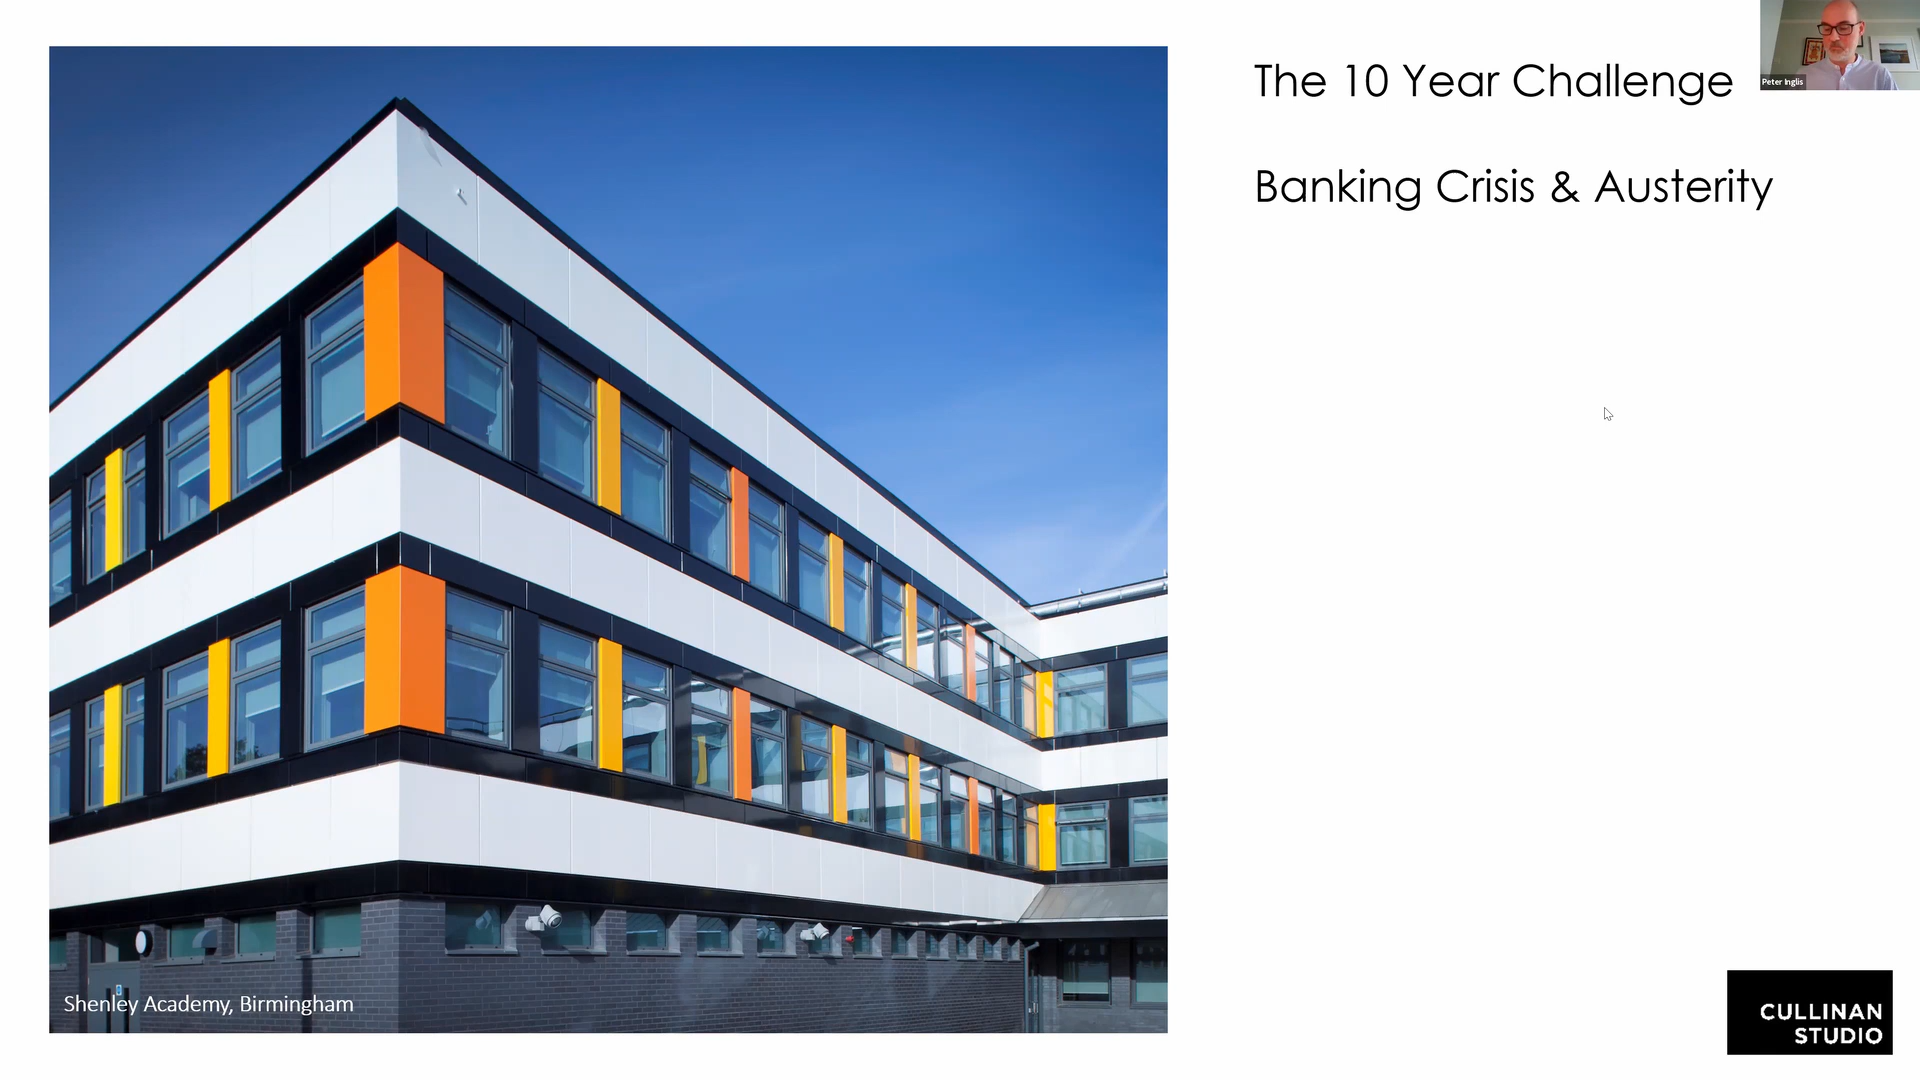 The 10 Year Challenge
Peter Inglis
Banking Crisis & Austerity
Shenley Academy, Birmingham
CULLINAN
STUDIO